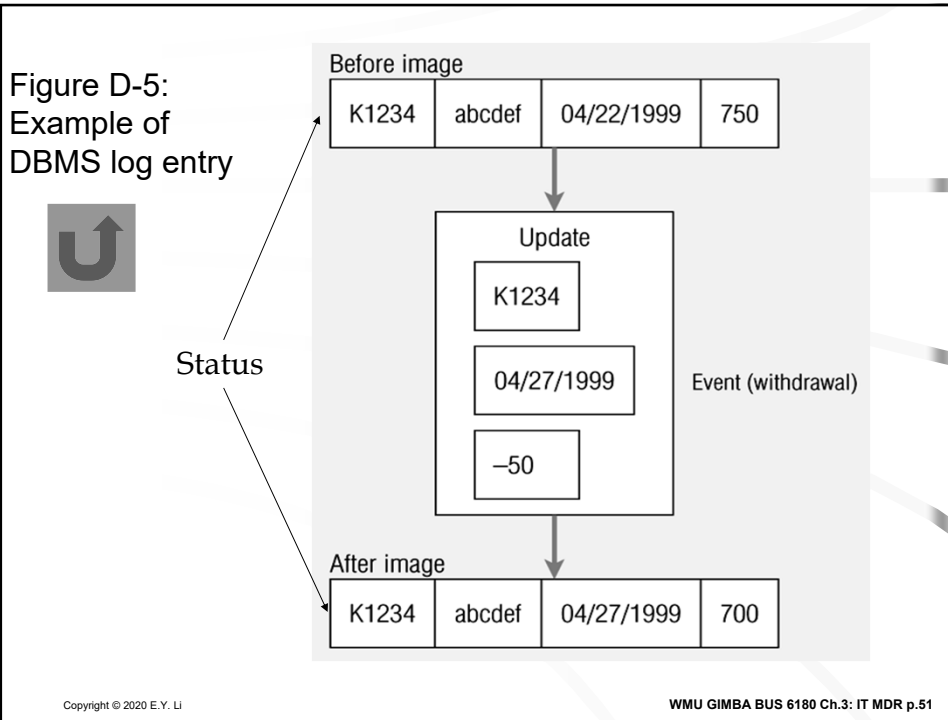 Figure D-5:
Example of
DBMS log entry
Before image
K1234 abcdef 04/22/1999 750
Update
K1234
04/27/1999
–50
Status
Event (withdrawal)
After image
K1234 abcdef 04/27/1999 700
Copyright © 2020 E.Y. Li
WMU GIMBA BUS 6180 Ch.3: IT MDR p.51